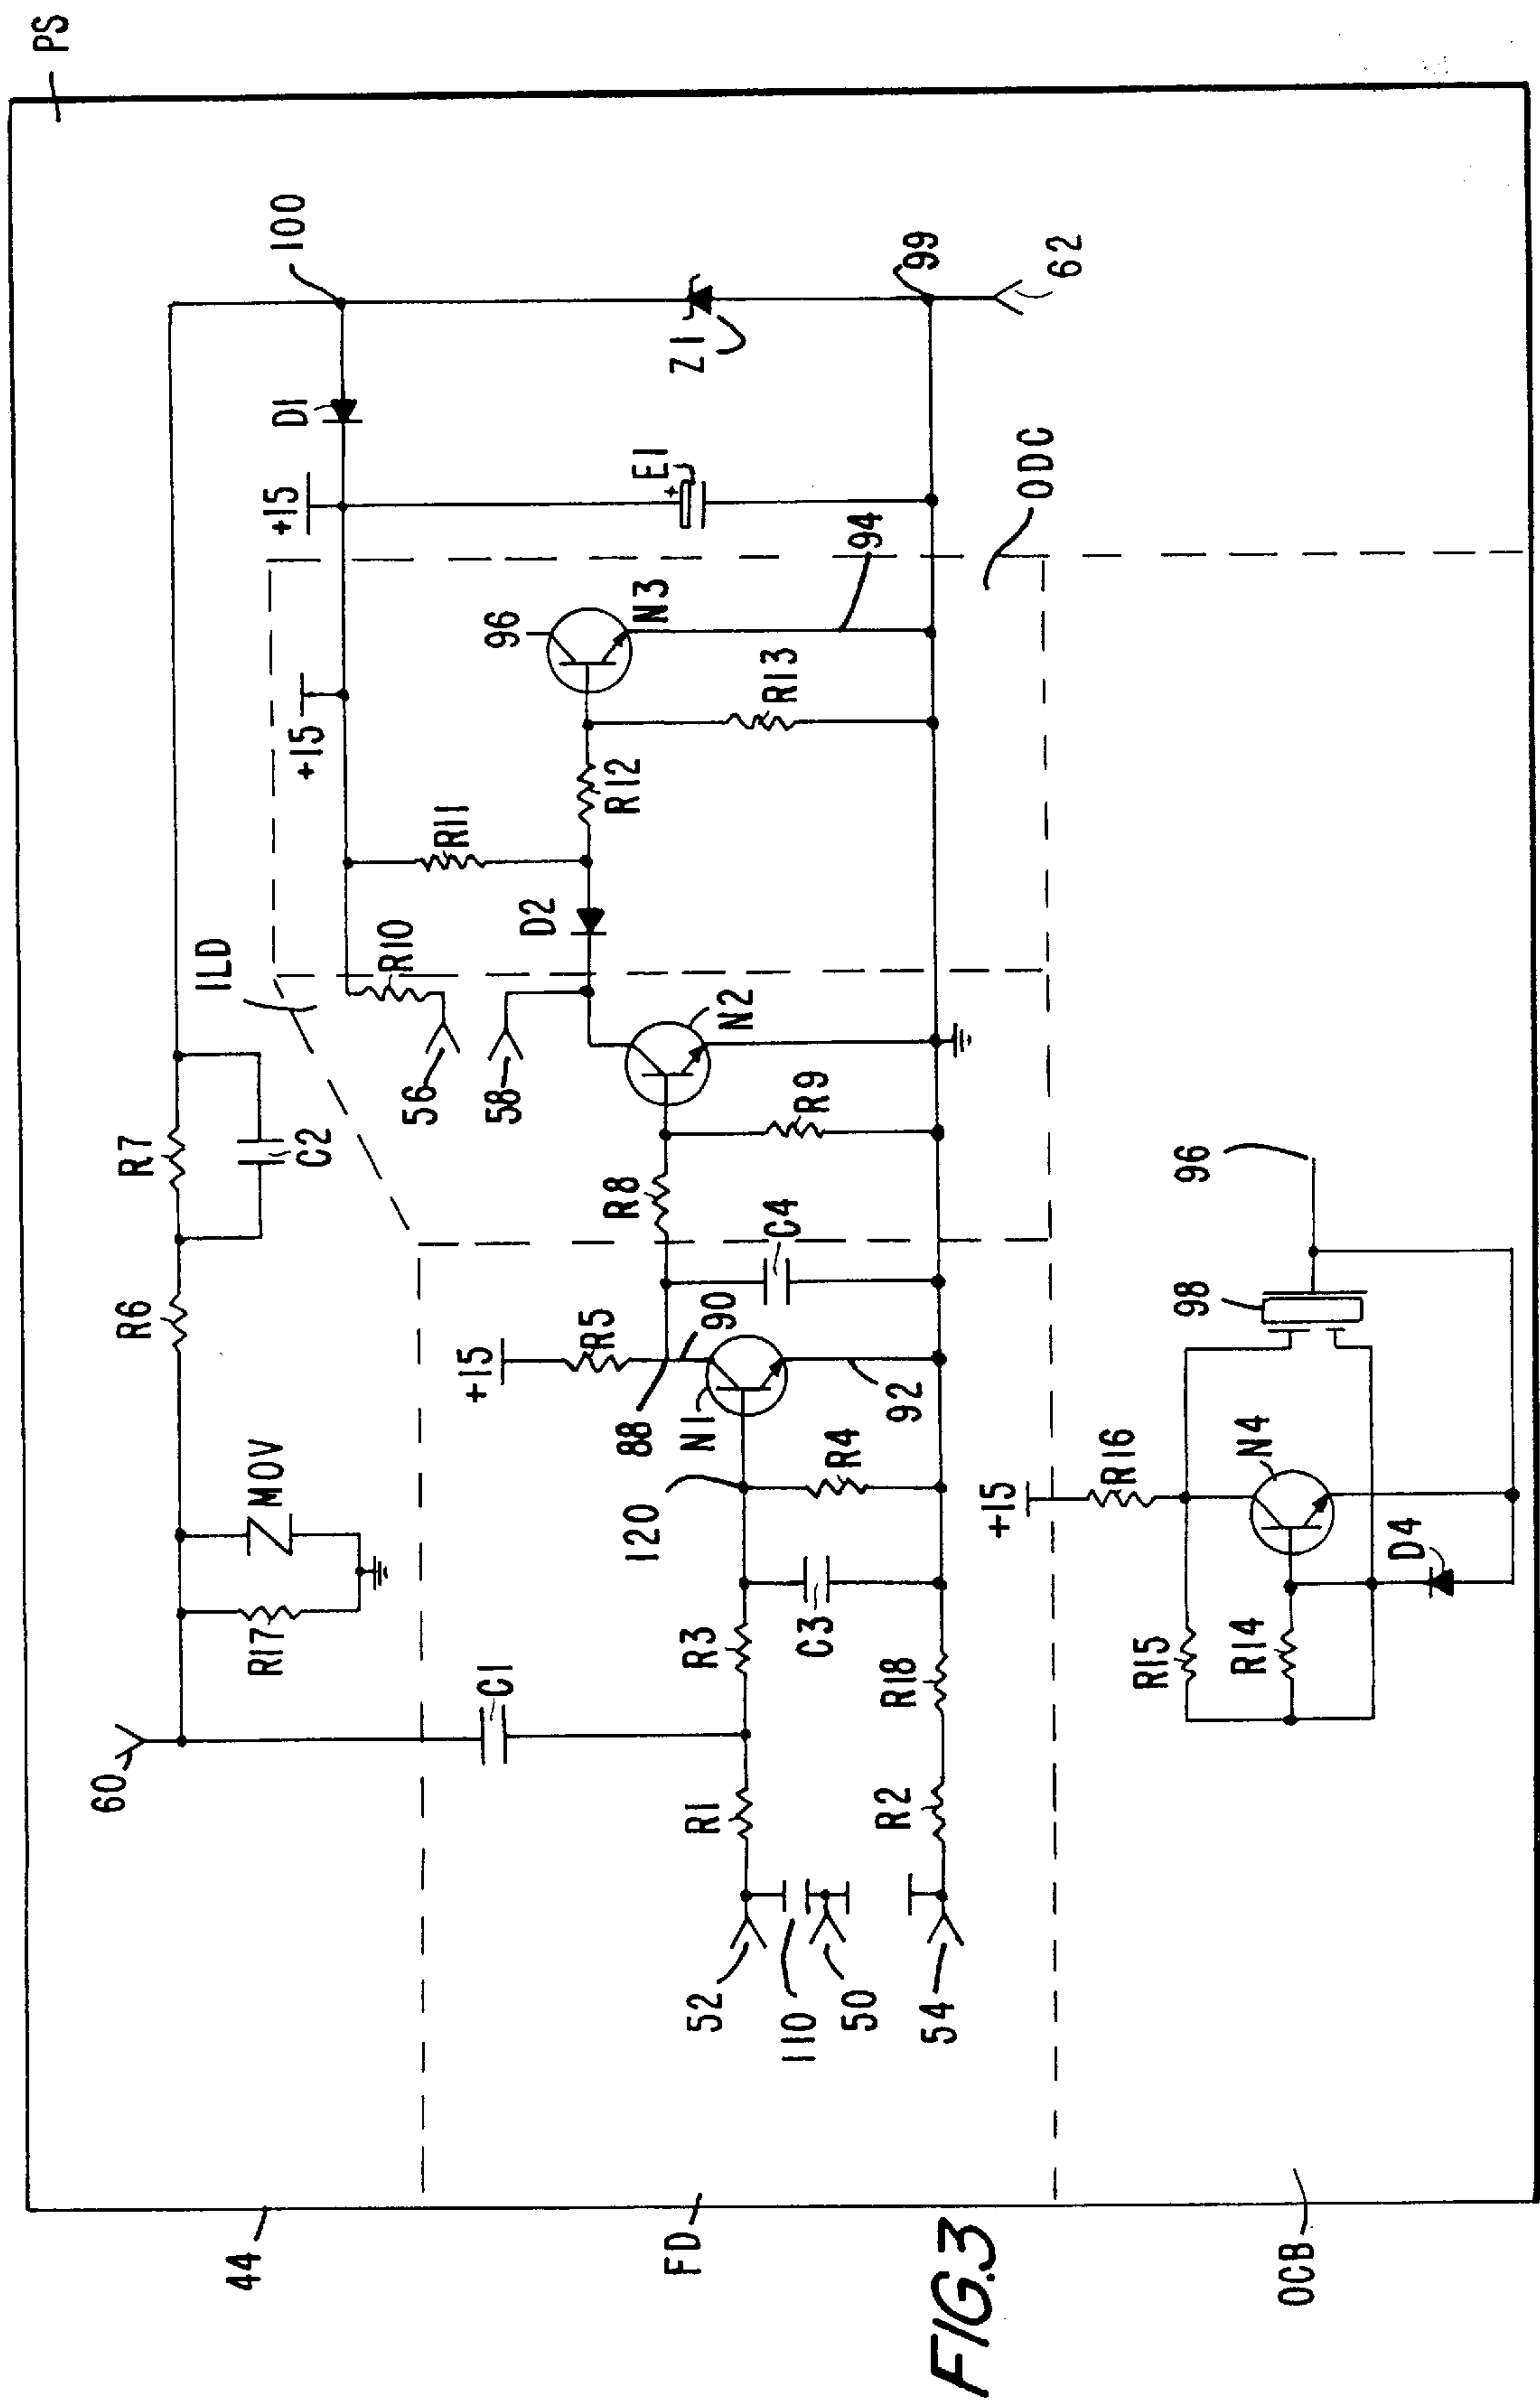 PS
44
60
R17
MOV
R6
R7
C2
ILD
100
D1
+15
+15
C1
R10
R11
56
58
D2
R12
96
N3
E1
Z1
R13
94
99
62
ODC
FD
52
110
50
54
R1
R3
C3
120
R4
88
N1
+15
R5
90
92
R8
C4
R9
N2
R2
R18
FIG.3
OCB
+15
R16
R15
R14
N4
D4
98
96